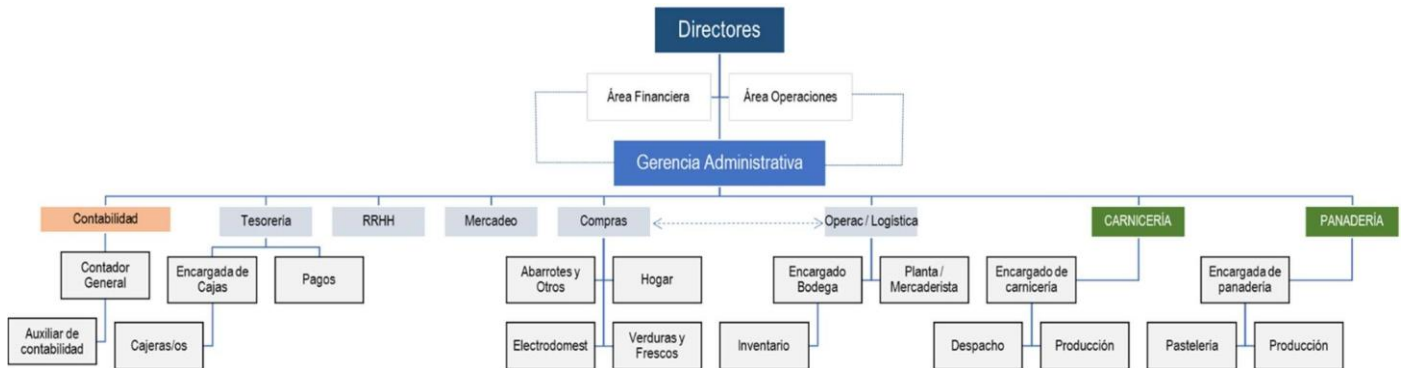 Directores
Área Financiera
Área Operaciones
Gerencia Administrativa
Contabilidad
Tesorería
RRHH
Mercadeo
Compras
Operac / Logística
CARNICERÍA
PANADERÍA
Contador
General
Encargada de
Cajas
Pagos
Abarrotes y
Otros
Hogar
Encargado
Bodega
Planta /
Mercaderista
Encargado de
carnicería
Encargada de
panadería
Auxiliar de
contabilidad
Cajeras/os
Electrodomest
Verduras y
Frescos
Inventario
Despacho
Producción
Pastelería
Producción